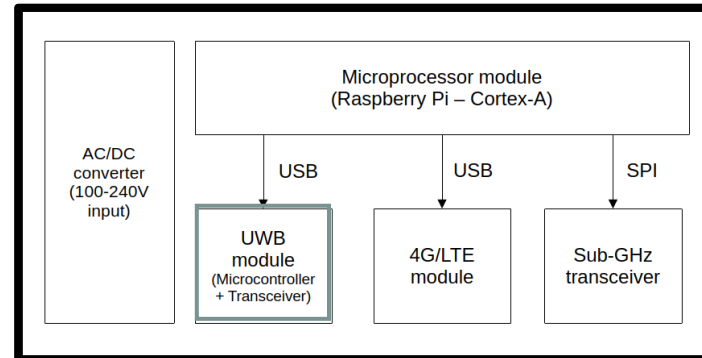 Microprocessor module
(Raspberry Pi – Cortex-A)
AC/DC
converter
(100-240V
input)
USB
USB
SPI
UWB
module
(Microcontroller
+ Transceiver)
4G/LTE
module
Sub-GHz
transceiver